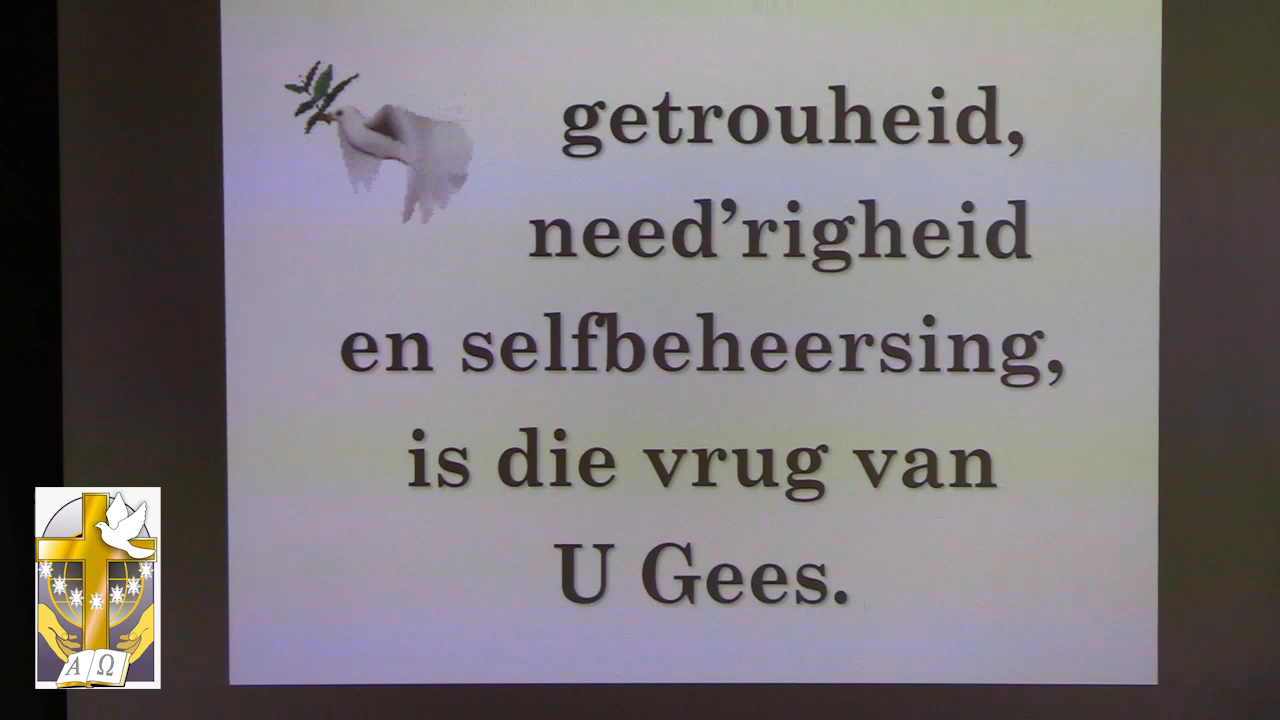 getrouheid,
need’righeid
en selfbeheersing,
is die vrug van
U Gees.
A Ω